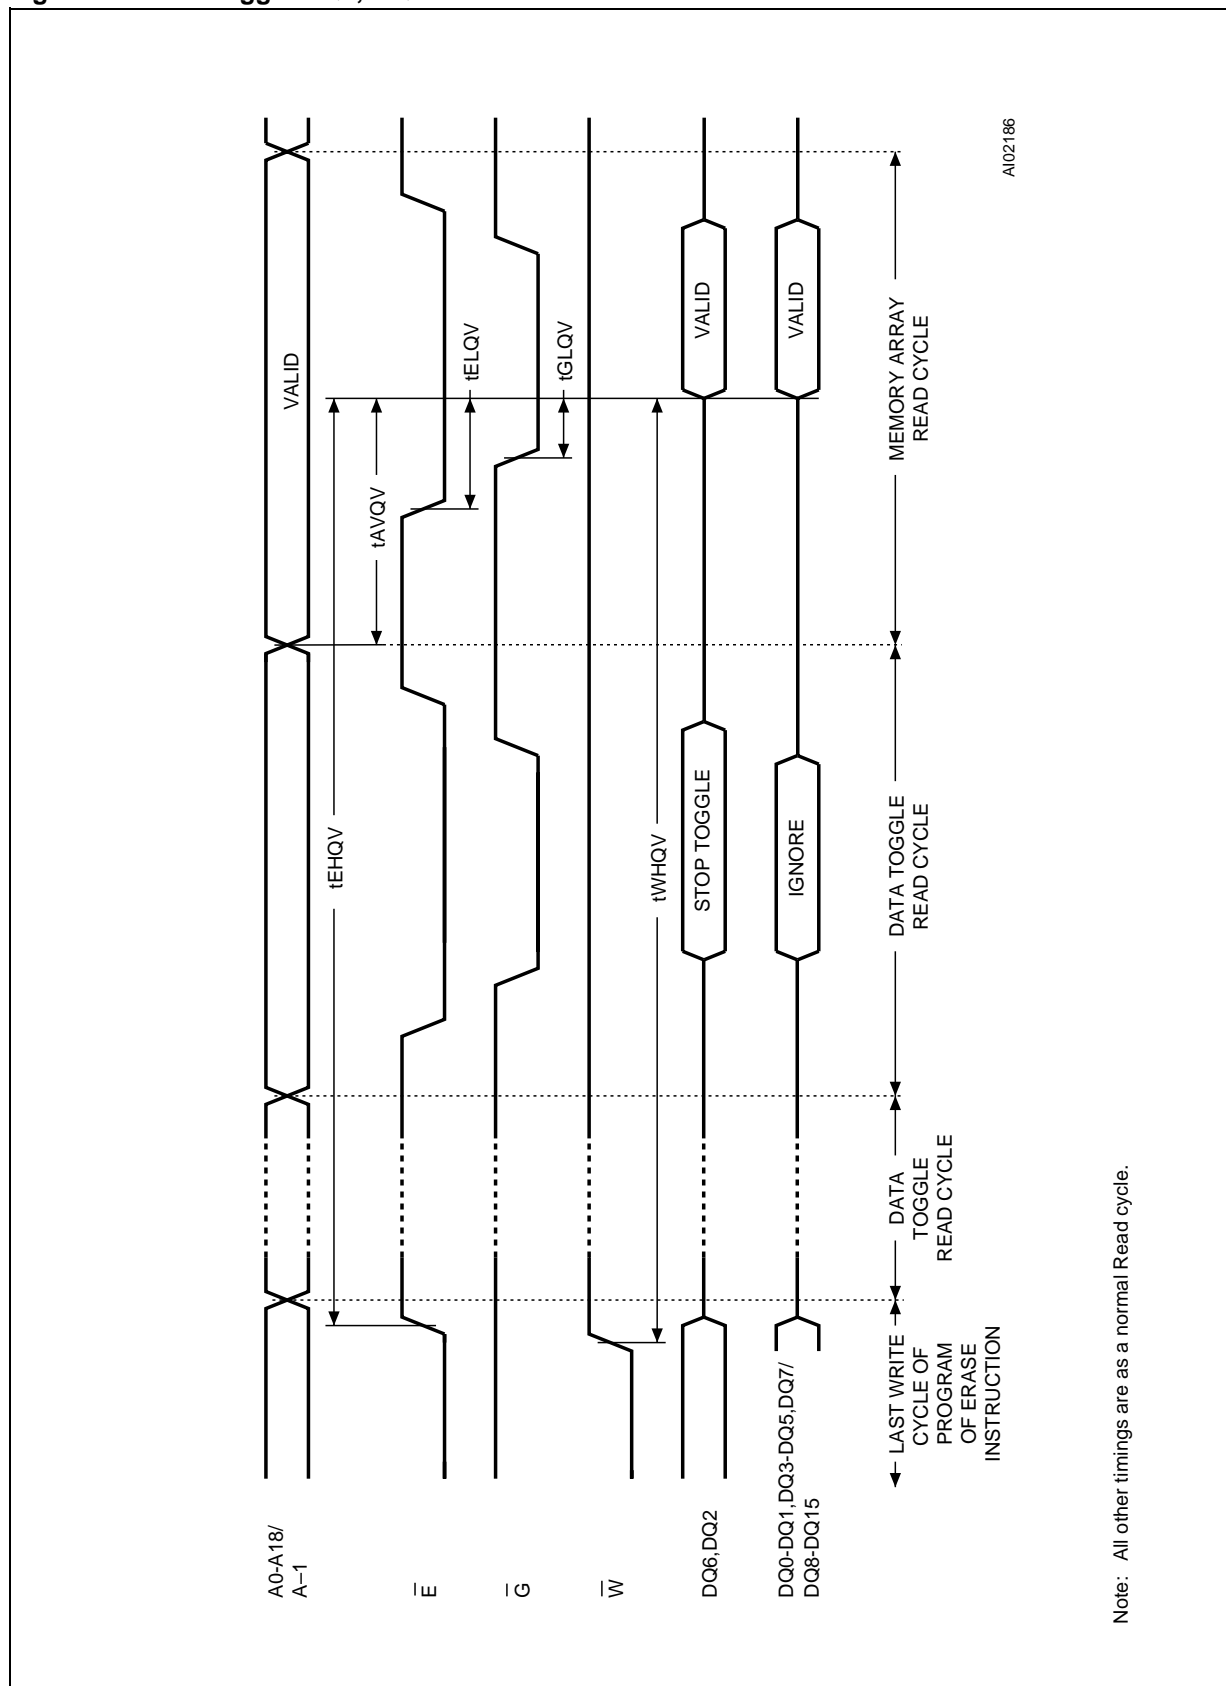 A0-A18/
A–1
E
G
W
DQ6,DQ2
DQ0-DQ1,DQ3-DQ5,DQ7/
DQ8-DQ15
VALID
tEHQV
tAVQV
tELQV
tGLQV
tWHQV
STOP TOGGLE
VALID
IGNORE
VALID
LAST WRITE
CYCLE OF
PROGRAM
OF ERASE
INSTRUCTION
DATA
TOGGLE
READ CYCLE
DATA TOGGLE
READ CYCLE
MEMORY ARRAY
READ CYCLE
AI02186
Note: All other timings are as a normal Read cycle.